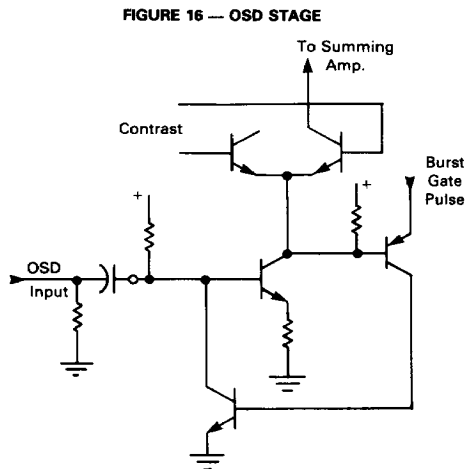 FIGURE 16 — OSD STAGE
To Summing
Amp.
Contrast
Burst
Gate
Pulse
+
+
OSD
Input